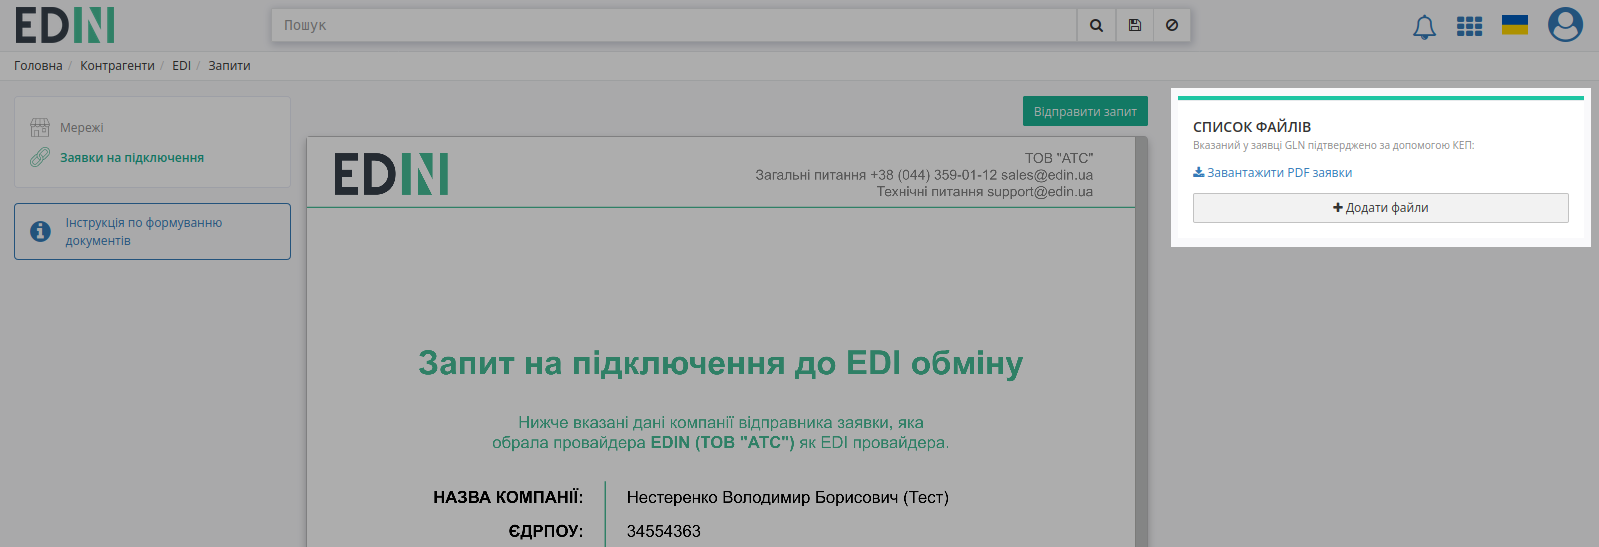 EDIN
Пошук
Головна / Контрагенти / EDI / Запити
Мережі
Заявки на підключення
Інструкція по формуванню
документів
Відправити запит
EDIN
ТОВ "АТС"
Загальні питання +38 (044) 359-01-12 sales@edin.ua
Технічні питання support@edin.ua
Запит на підключення до EDI обміну
Нижче вказані дані компанії відправника заявки, яка
обрала провайдера EDIN (ТОВ "АТС") як EDI провайдера.
НАЗВА КОМПАНІЇ: Нестеренко Володимир Борисович (Тест)
ЄДРПОУ: 34554363
СПИСОК ФАЙЛІВ
Вказаний у заявці GLN підтверджено за допомогою КЕП:
Завантажити PDF заявки
Додати файли